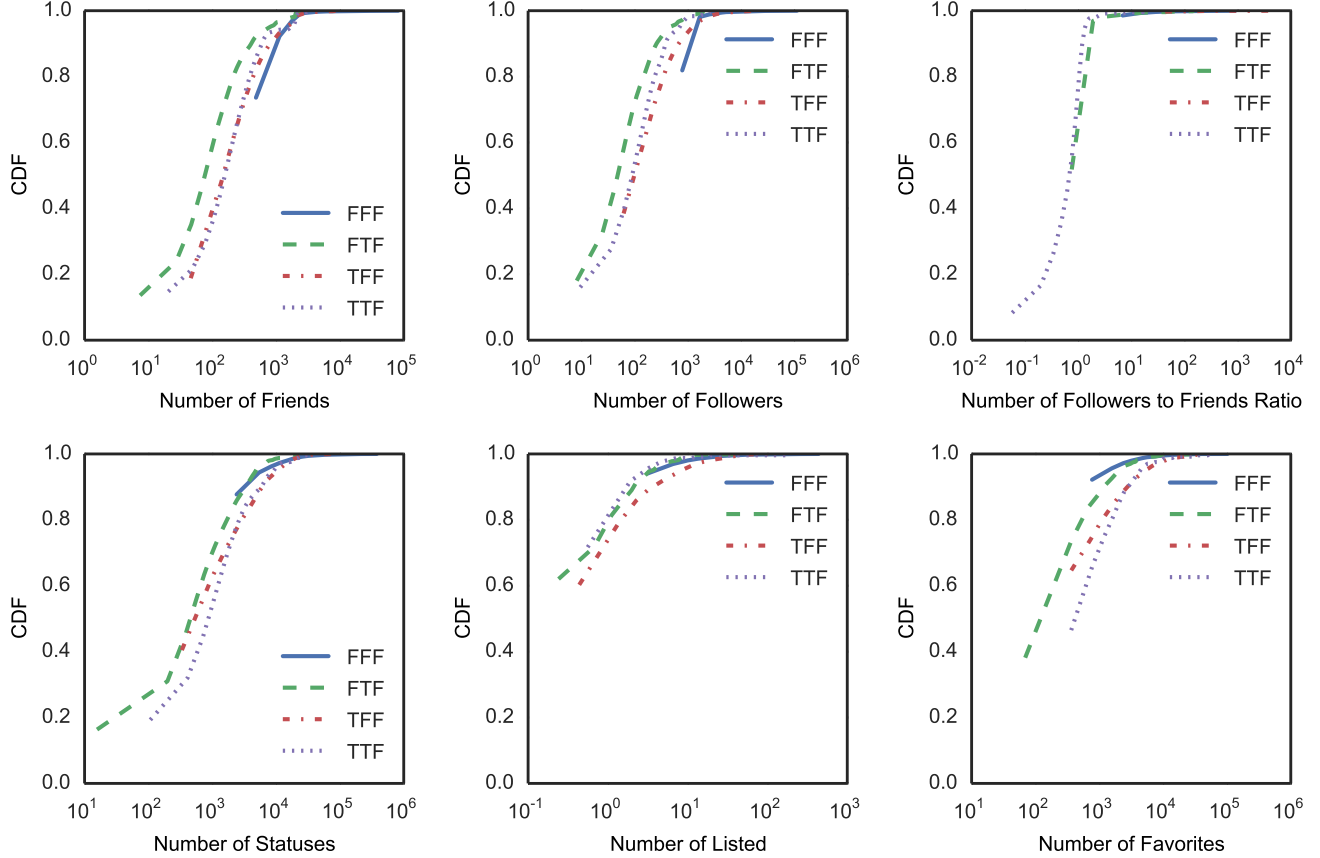 1.0
0.8
0.6
0.4
0.2
0.0
CDF
FFF
FTF
TFF
TTF
10^0 10^1 10^2 10^3 10^4 10^5
Number of Friends
1.0
0.8
0.6
0.4
0.2
0.0
CDF
FFF
FTF
TFF
TTF
10^0 10^1 10^2 10^3 10^4 10^5 10^6
Number of Followers
1.0
0.8
0.6
0.4
0.2
0.0
CDF
FFF
FTF
TFF
TTF
10^-2 10^-1 10^0 10^1 10^2 10^3 10^4
Number of Followers to Friends Ratio
1.0
0.8
0.6
0.4
0.2
0.0
CDF
FFF
FTF
TFF
TTF
10^1 10^2 10^3 10^4 10^5 10^6
Number of Statuses
1.0
0.8
0.6
0.4
0.2
0.0
CDF
FFF
FTF
TFF
TTF
10^-1 10^0 10^1 10^2 10^3
Number of Listed
1.0
0.8
0.6
0.4
0.2
0.0
CDF
FFF
FTF
TFF
TTF
10^1 10^2 10^3 10^4 10^5 10^6
Number of Favorites